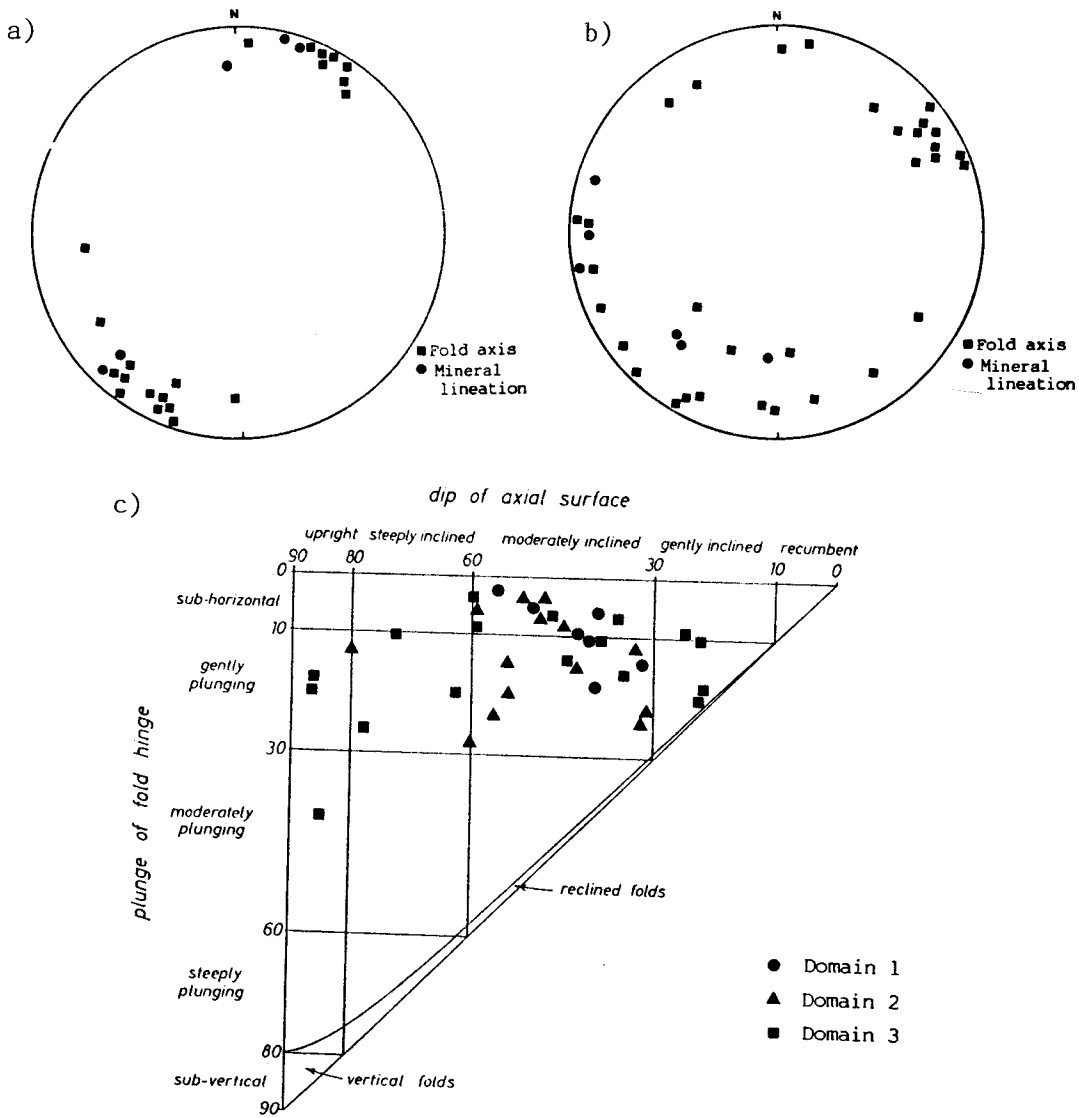 a)
N
Fold axis
Mineral
lineation
b)
N
Fold axis
Mineral
lineation
c)
dip of axial surface
upright steeply inclined moderately inclined gently inclined recumbent
90 80 60 30 10 0
0
sub-horizontal
10
gently
plunging
30
moderately
plunging
60
steeply
plunging
80
sub-vertical
90
plunge of fold hinge
reclined folds
vertical folds
Domain 1
Domain 2
Domain 3